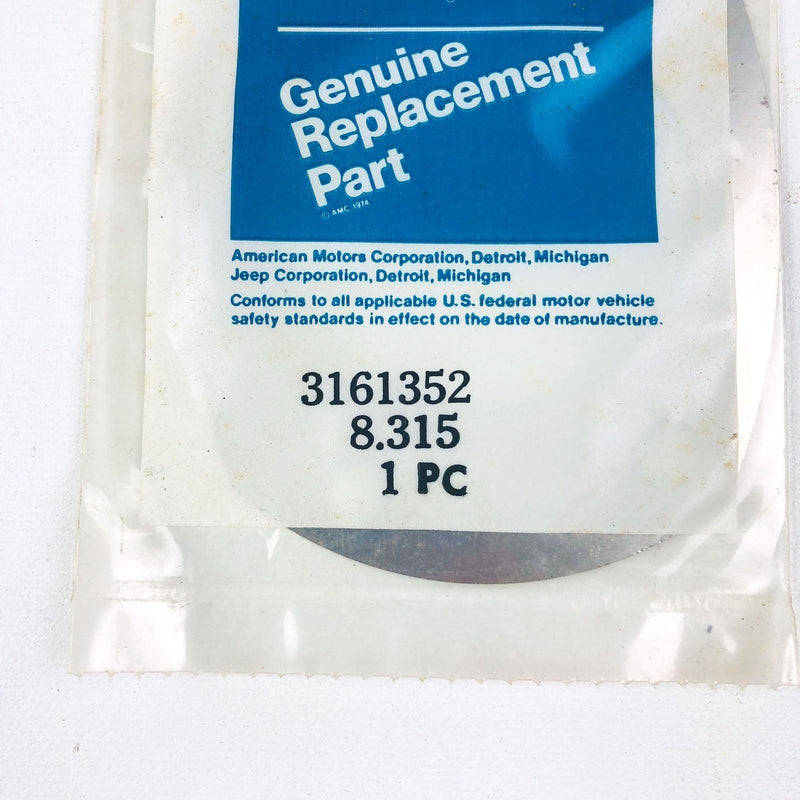 Genuine
Replacement
Part
© AMC 1974
American Motors Corporation, Detroit, Michigan
Jeep Corporation, Detroit, Michigan
Conforms to all applicable U.S. federal motor vehicle
safety standards in effect on the date of manufacture.
3161352
8.315
1 PC